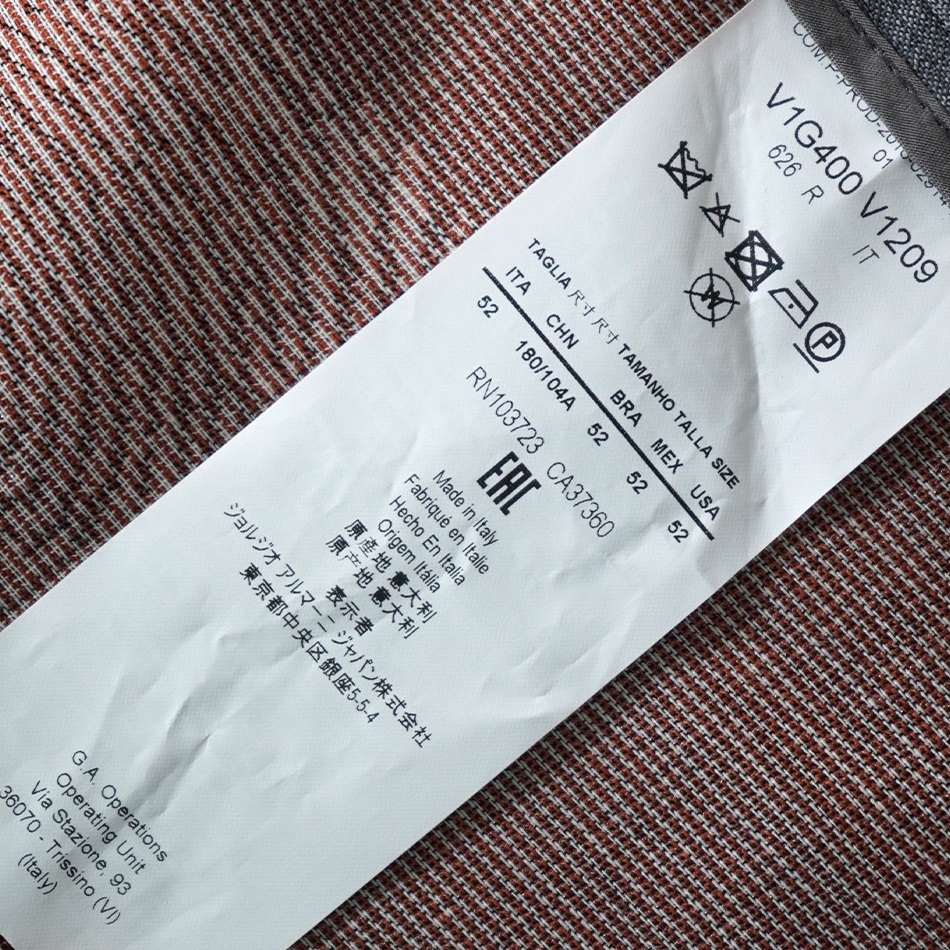 V1G400 V1209
626 R IT
01
P
W
TAGLIA 尺寸 尺寸 TAMANHO TALLA SIZE
ITA CHN BRA MEX USA
52 180/104A 52 52 52
RN103723 CA37360
EAC
Made in Italy
Fabriqué en Italie
Hecho En Italia
Origem Itália
原産地 意大利
原产地 意大利
表示者
ジョルジオアルマーニ ジャパン株式会社
東京都中央区銀座5-5-4
G.A. Operations
Operating Unit
Via Stazione, 93
36070 - Trissino (VI)
(Italy)